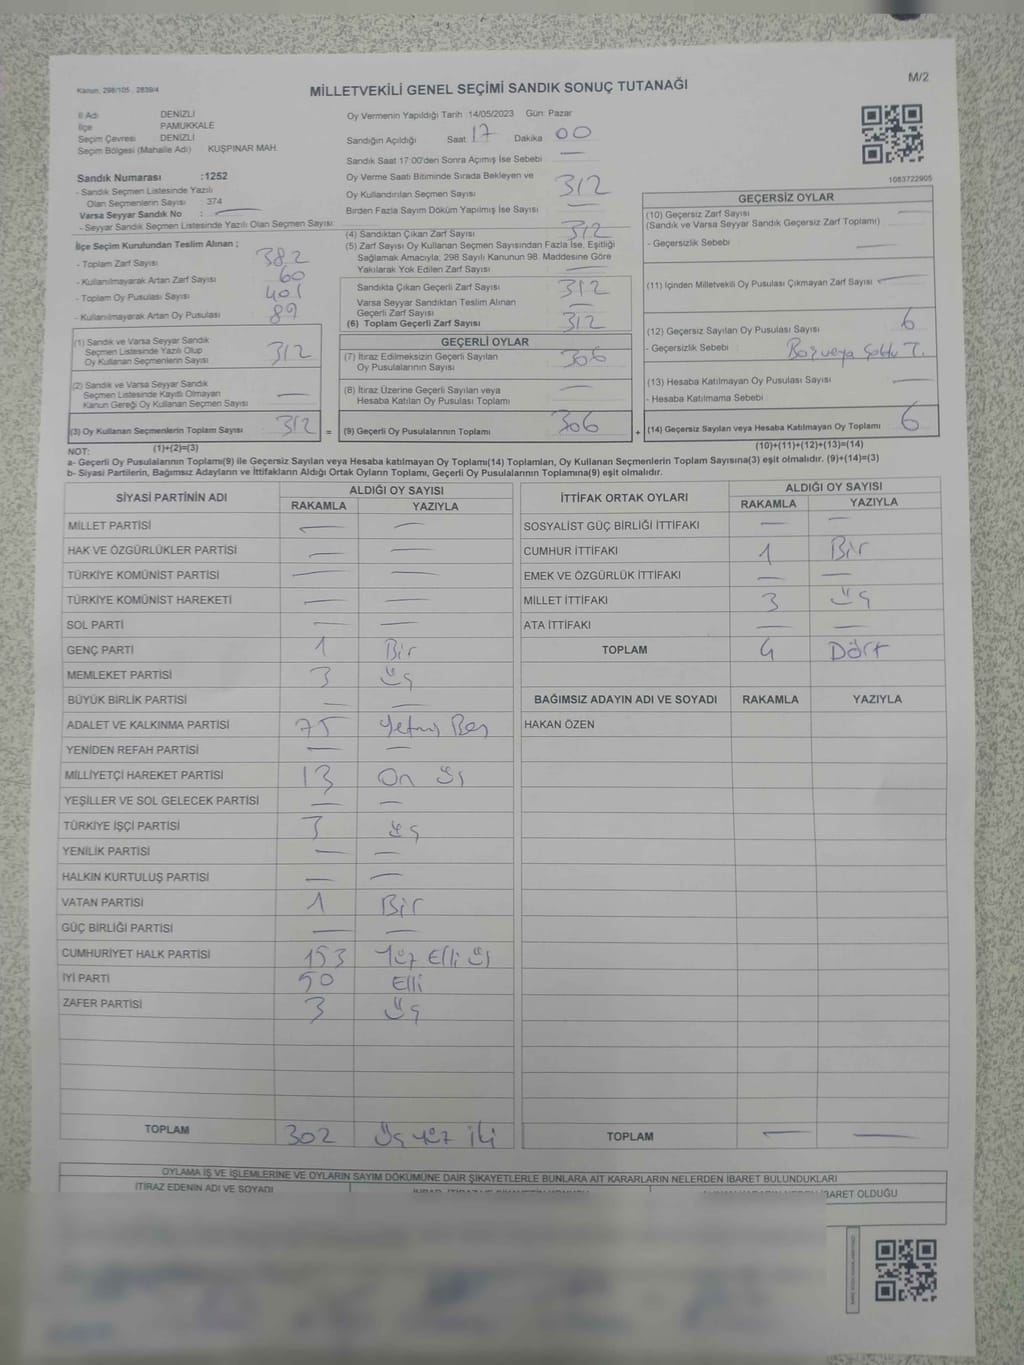 Kanun; 298/105 , 2839/4
MİLLETVEKİLİ GENEL SEÇİMİ SANDIK SONUÇ TUTANAĞI
M/2
İl Adı DENİZLİ
İlçe PAMUKKALE
Seçim Çevresi DENİZLİ
Seçim Bölgesi (Mahalle Adı) KUŞPINAR MAH.
Sandık Numarası :1252
- Sandık Seçmen Listesinde Yazılı
Olan Seçmenlerin Sayısı : 374
Varsa Seyyar Sandık No :
- Seyyar Sandık Seçmen Listesinde Yazılı Olan Seçmen Sayısı :
İlçe Seçim Kurulundan Teslim Alınan ;
- Toplam Zarf Sayısı 382
- Kullanılmayarak Artan Zarf Sayısı 60
- Toplam Oy Pusulası Sayısı 401
- Kullanılmayarak Artan Oy Pusulası 89
(1) Sandık ve Varsa Seyyar Sandık
Seçmen Listesinde Yazılı Olup
Oy Kullanan Seçmenlerin Sayısı 312
(2) Sandık ve Varsa Seyyar Sandık
Seçmen Listesinde Kayıtlı Olmayan —
Kanun Gereği Oy Kullanan Seçmen Sayısı
(3) Oy Kullanan Seçmenlerin Toplam Sayısı 312 =
(1)+(2)=(3)
Oy Vermenin Yapıldığı Tarih :14/05/2023 Gün: Pazar
Sandığın Açıldığı Saat 17 Dakika 00
Sandık Saat 17:00'den Sonra Açımış İse Sebebi —
Oy Verme Saati Bitiminde Sırada Bekleyen ve
Oy Kullandırılan Seçmen Sayısı 312
Birden Fazla Sayım Döküm Yapılmış İse Sayısı —
(4) Sandıktan Çıkan Zarf Sayısı 312
(5) Zarf Sayısı Oy Kullanan Seçmen Sayısından Fazla İse, Eşitliği
Sağlamak Amacıyla; 298 Sayılı Kanunun 98. Maddesine Göre
Yakılarak Yok Edilen Zarf Sayısı —
Sandıkta Çıkan Geçerli Zarf Sayısı 312
Varsa Seyyar Sandıktan Teslim Alınan
Geçerli Zarf Sayısı —
(6) Toplam Geçerli Zarf Sayısı 312
GEÇERLİ OYLAR
(7) İtiraz Edilmeksizin Geçerli Sayılan
Oy Pusulalarının Sayısı 306
(8) İtiraz Üzerine Geçerli Sayılan veya —
Hesaba Katılan Oy Pusulası Toplamı
(9) Geçerli Oy Pusulalarının Toplamı 306 +
1083722905
GEÇERSİZ OYLAR
(10) Geçersiz Zarf Sayısı —
(Sandık ve Varsa Seyyar Sandık Geçersiz Zarf Toplamı)
- Geçersizlik Sebebi —
(11) İçinden Milletvekili Oy Pusulası Çıkmayan Zarf Sayısı —
(12) Geçersiz Sayılan Oy Pusulası Sayısı 6
- Geçersizlik Sebebi
(13) Hesaba Katılmayan Oy Pusulası Sayısı —
- Hesaba Katılmama Sebebi
(14) Geçersiz Sayılan veya Hesaba Katılmayan Oy Toplamı 6
(10)+(11)+(12)+(13)=(14)
NOT:
a- Geçerli Oy Pusulalarının Toplamı(9) ile Geçersiz Sayılan veya Hesaba katılmayan Oy Toplamı(14) Toplamları, Oy Kullanan Seçmenlerin Toplam Sayısına(3) eşit olmalıdır. (9)+(14)=(3)
b- Siyasi Partilerin, Bağımsız Adayların ve İttifakların Aldığı Ortak Oyların Toplamı, Geçerli Oy Pusulalarının Toplamına(9) eşit olmalıdır.
SİYASİ PARTİNİN ADI ALDIĞI OY SAYISI
RAKAMLA YAZIYLA
MİLLET PARTİSİ — —
HAK VE ÖZGÜRLÜKLER PARTİSİ — —
TÜRKİYE KOMÜNİST PARTİSİ — —
TÜRKİYE KOMÜNİST HAREKETİ — —
SOL PARTİ — —
GENÇ PARTİ 1 Bir
MEMLEKET PARTİSİ 3 Üç
BÜYÜK BİRLİK PARTİSİ — —
ADALET VE KALKINMA PARTİSİ 75 Yetmiş Beş
YENİDEN REFAH PARTİSİ — —
MİLLİYETÇİ HAREKET PARTİSİ 13 On Üç
YEŞİLLER VE SOL GELECEK PARTİSİ — —
TÜRKİYE İŞÇİ PARTİSİ 3 Üç
YENİLİK PARTİSİ — —
HALKIN KURTULUŞ PARTİSİ — —
VATAN PARTİSİ 1 Bir
GÜÇ BİRLİĞİ PARTİSİ — —
CUMHURİYET HALK PARTİSİ 153 Yüz Elli Üç
İYİ PARTİ 50 Elli
ZAFER PARTİSİ 3 Üç
TOPLAM 302 Üç Yüz İki
İTTİFAK ORTAK OYLARI ALDIĞI OY SAYISI
RAKAMLA YAZIYLA
SOSYALİST GÜÇ BİRLİĞİ İTTİFAKI — —
CUMHUR İTTİFAKI 1 Bir
EMEK VE ÖZGÜRLÜK İTTİFAKI — —
MİLLET İTTİFAKI 3 Üç
ATA İTTİFAKI — —
TOPLAM 4 Dört
BAĞIMSIZ ADAYIN ADI VE SOYADI RAKAMLA YAZIYLA
HAKAN ÖZEN
TOPLAM — —
OYLAMA İŞ VE İŞLEMLERİNE VE OYLARIN SAYIM DÖKÜMÜNE DAİR ŞİKAYETLERLE BUNLARA AİT KARARLARIN NELERDEN İBARET BULUNDUKLARI
İTİRAZ EDENİN ADI VE SOYADI
İBARET OLDUĞU